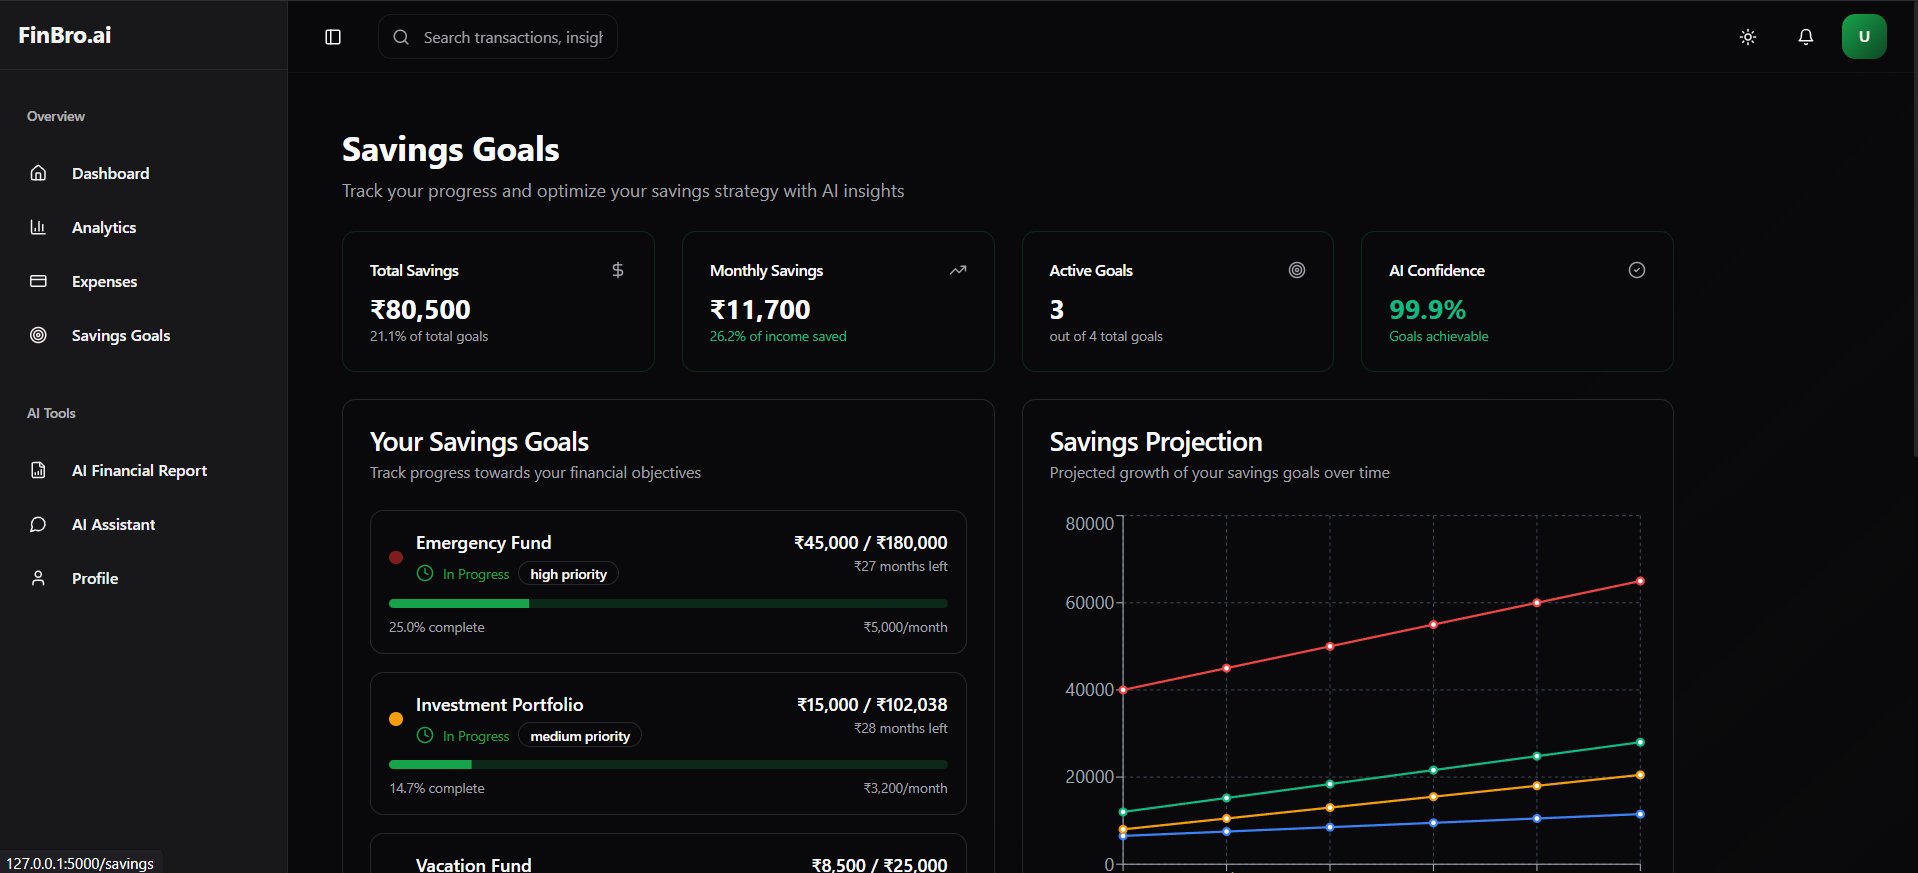 FinBro.ai
Search transactions, insigh
U
Overview
Dashboard
Analytics
Expenses
Savings Goals
AI Tools
AI Financial Report
AI Assistant
Profile
127.0.0.1:5000/savings
Savings Goals
Track your progress and optimize your savings strategy with AI insights
Total Savings
₹80,500
21.1% of total goals
Monthly Savings
₹11,700
26.2% of income saved
Active Goals
3
out of 4 total goals
AI Confidence
99.9%
Goals achievable
Your Savings Goals
Track progress towards your financial objectives
Emergency Fund
₹45,000 / ₹180,000
In Progress
high priority
₹27 months left
25.0% complete
₹5,000/month
Investment Portfolio
₹15,000 / ₹102,038
In Progress
medium priority
₹28 months left
14.7% complete
₹3,200/month
Vacation Fund
₹8,500 / ₹25,000
Savings Projection
Projected growth of your savings goals over time
80000
60000
40000
20000
0